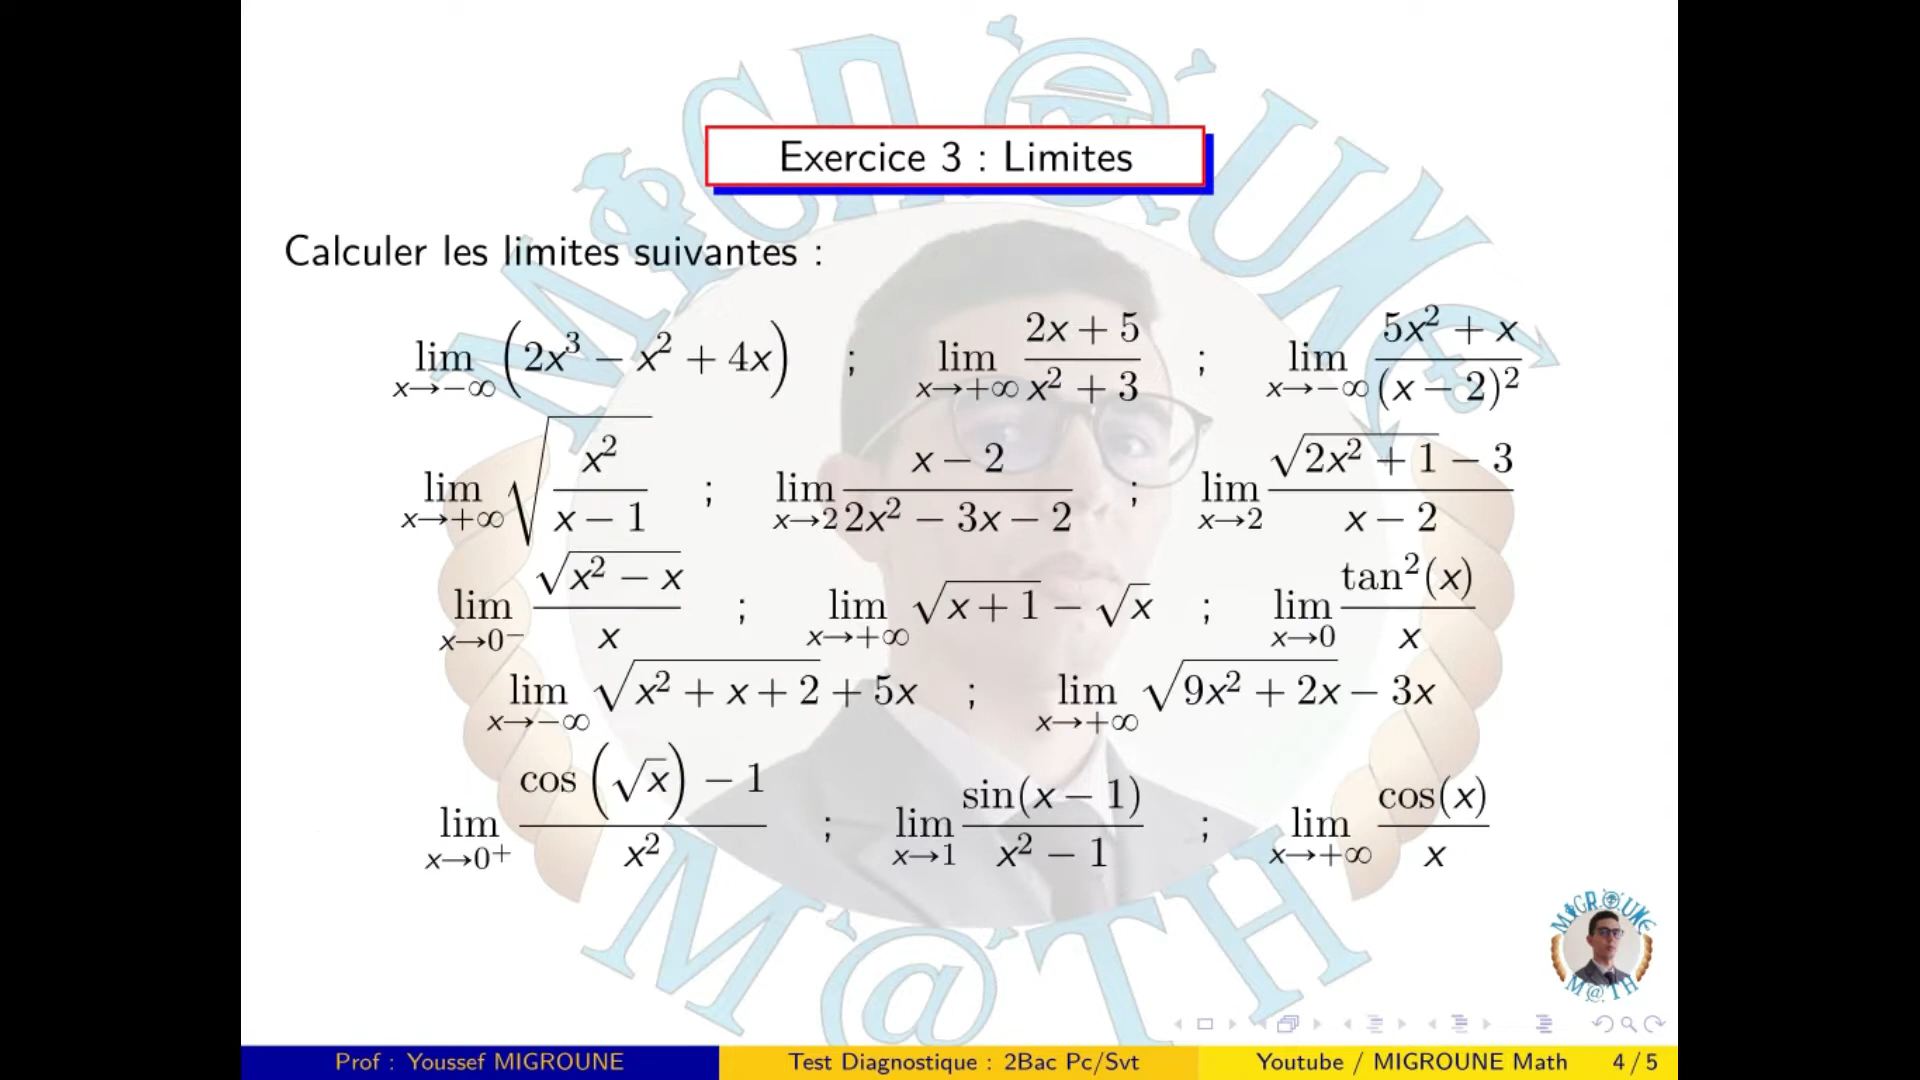 Exercice 3 : Limites
Calculer les limites suivantes :
lim_{x→−∞} (2x³ − x² + 4x) ; lim_{x→+∞} (2x + 5)/(x² + 3) ; lim_{x→−∞} (5x² + x)/(x − 2)²
lim_{x→+∞} √(x²/(x − 1)) ; lim_{x→2} (x − 2)/(2x² − 3x − 2) ; lim_{x→2} (√(2x² + 1) − 3)/(x − 2)
lim_{x→0⁻} √(x² − x)/x ; lim_{x→+∞} √(x + 1) − √x ; lim_{x→0} tan²(x)/x
lim_{x→−∞} √(x² + x + 2) + 5x ; lim_{x→+∞} √(9x² + 2x) − 3x
lim_{x→0⁺} (cos(√x) − 1)/x² ; lim_{x→1} sin(x − 1)/(x² − 1) ; lim_{x→+∞} cos(x)/x
MIGROUNE
M@TH
MIGROUNE
M@TH
Prof : Youssef MIGROUNE Test Diagnostique : 2Bac Pc/Svt Youtube / MIGROUNE Math 4 / 5